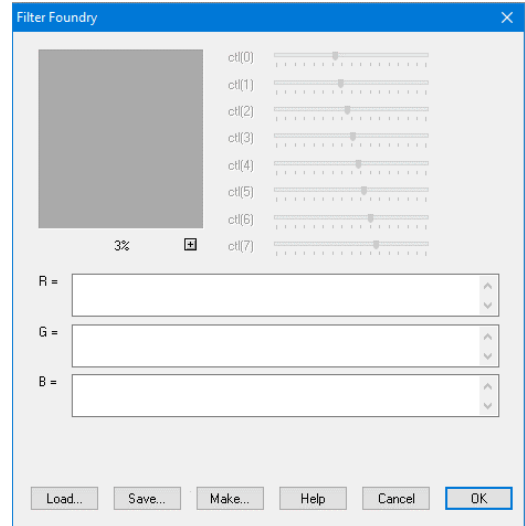 Filter Foundry
ctl(0)
ctl(1)
ctl(2)
ctl(3)
ctl(4)
ctl(5)
ctl(6)
3%
ctl(7)
R =
G =
B =
Load... Save... Make... Help Cancel OK